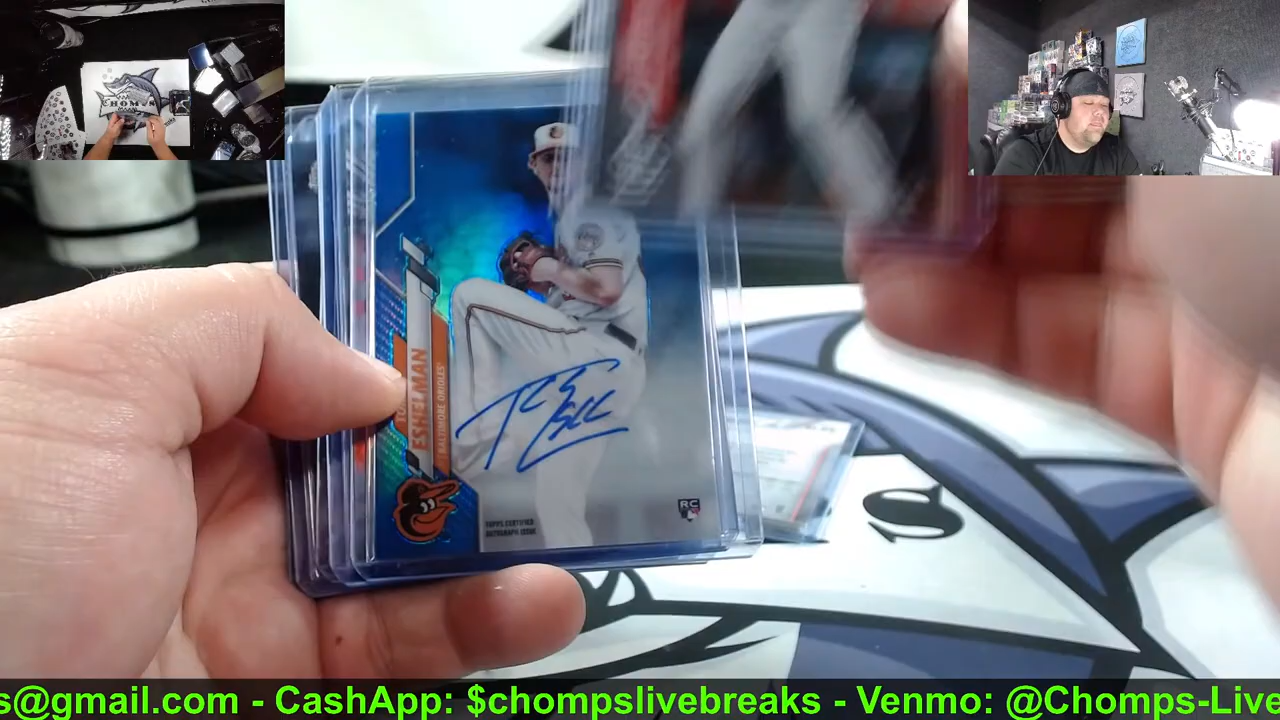 ESHELMAN
BALTIMORE ORIOLES
TOPPS CERTIFIED
AUTOGRAPH ISSUE
RC
S
s@gmail.com - CashApp: $chompslivebreaks - Venmo: @Chomps-Live